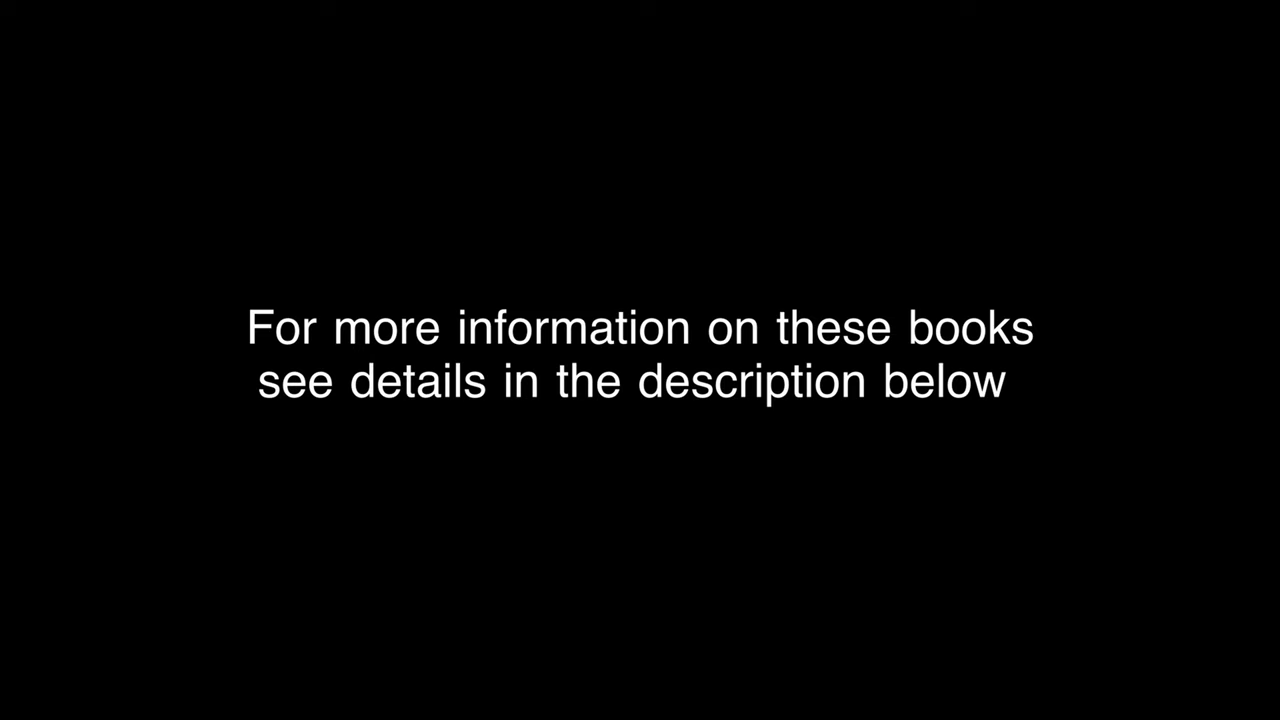 For more information on these books
see details in the description below